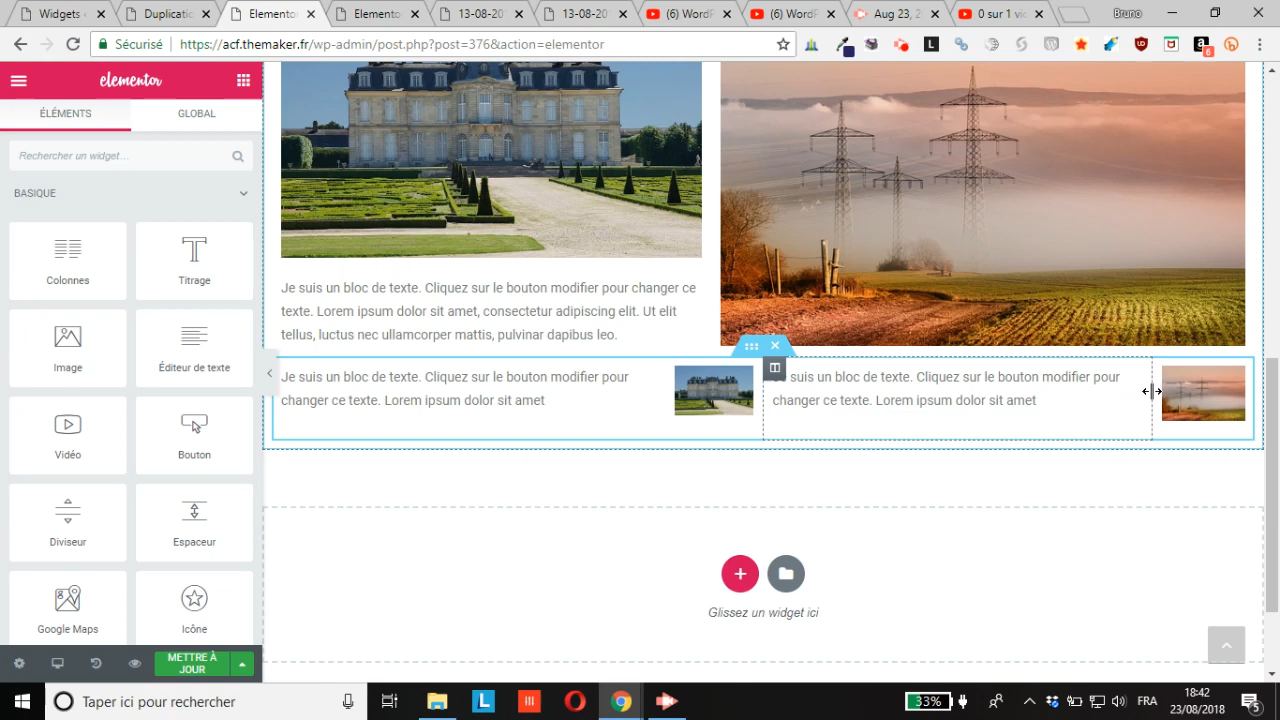 Widgets
Duplicatio
Elementor
Elementor
13-08-20
13-08-20
(6) WordP
(6) WordP
Aug 23, 2
0 sur 1 vi
Bruno
Sécurisé
https://acf.themaker.fr/wp-admin/post.php?post=376&action=elementor
6
elementor
ÉLÉMENTS
GLOBAL
Rechercher un widget...
BASIQUE
Colonnes
Titrage
Image
Éditeur de texte
Vidéo
Bouton
Diviseur
Espaceur
Google Maps
Icône
METTRE À
JOUR
Je suis un bloc de texte. Cliquez sur le bouton modifier pour changer ce
texte. Lorem ipsum dolor sit amet, consectetur adipiscing elit. Ut elit
tellus, luctus nec ullamcorper mattis, pulvinar dapibus leo.
Je suis un bloc de texte. Cliquez sur le bouton modifier pour
changer ce texte. Lorem ipsum dolor sit amet
suis un bloc de texte. Cliquez sur le bouton modifier pour
changer ce texte. Lorem ipsum dolor sit amet
Glissez un widget ici
Taper ici pour rechercher
L
33%
FRA
18:42
23/08/2018
5